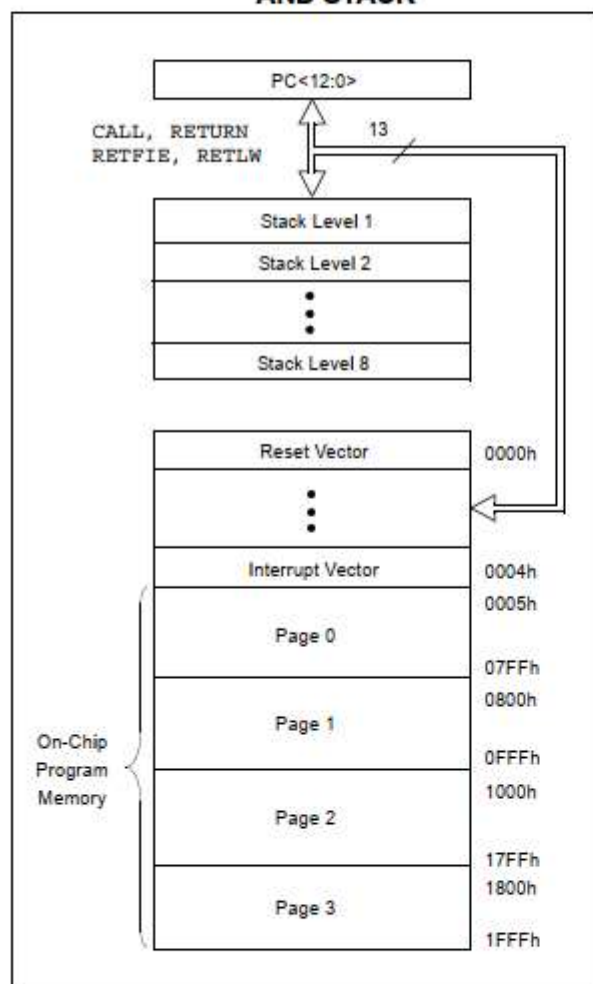 AND STACK
PC<12:0>
CALL, RETURN
RETFIE, RETLW
13
Stack Level 1
Stack Level 2
Stack Level 8
Reset Vector
0000h
Interrupt Vector
0004h
0005h
Page 0
07FFh
0800h
Page 1
0FFFh
On-Chip
Program
Memory
1000h
Page 2
17FFh
1800h
Page 3
1FFFh